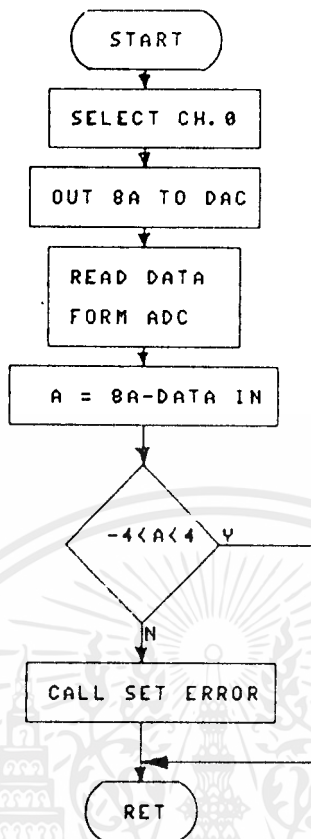 START
SELECT CH.0
OUT 8A TO DAC
READ DATA
FORM ADC
A = 8A-DATA IN
-4<A<4
Y
N
CALL SET ERROR
RET